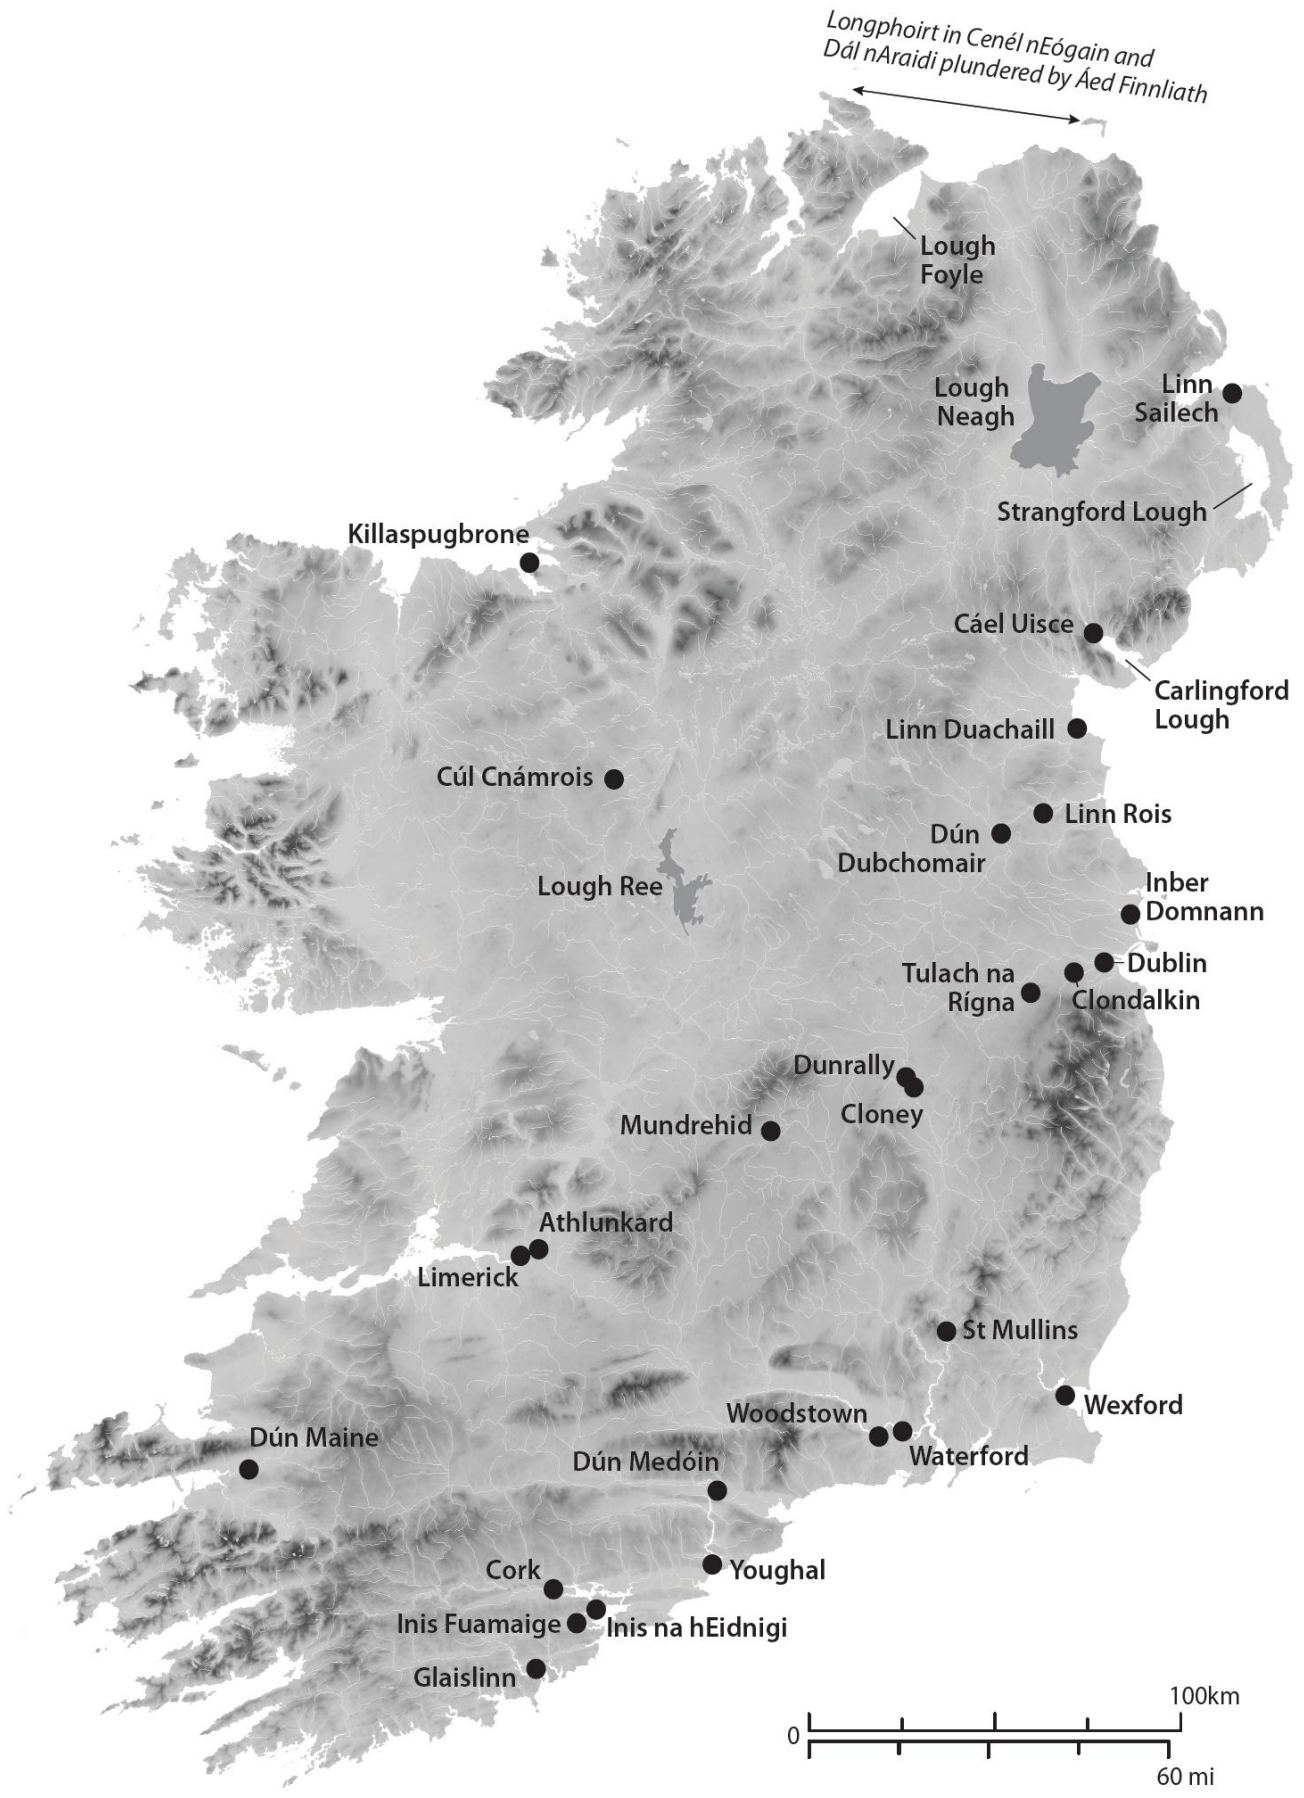 Longphoirt in Cenél nEógain and
Dál nAraidi plundered by Áed Finnliath
Lough
Foyle
Lough
Neagh
Linn
Sailech
Strangford Lough
Killaspugbrone
Cáel Uisce
Carlingford
Lough
Linn Duachaill
Cúl Cnámrois
Linn Rois
Dún
Dubchomair
Lough Ree
Inber
Domnann
Dublin
Tulach na
Rígna
Clondalkin
Dunrally
Cloney
Mundrehid
Athlunkard
Limerick
St Mullins
Wexford
Woodstown
Waterford
Dún Maine
Dún Medóin
Youghal
Cork
Inis Fuamaige
Inis na hEidnigi
Glaislinn
100km
0
60 mi